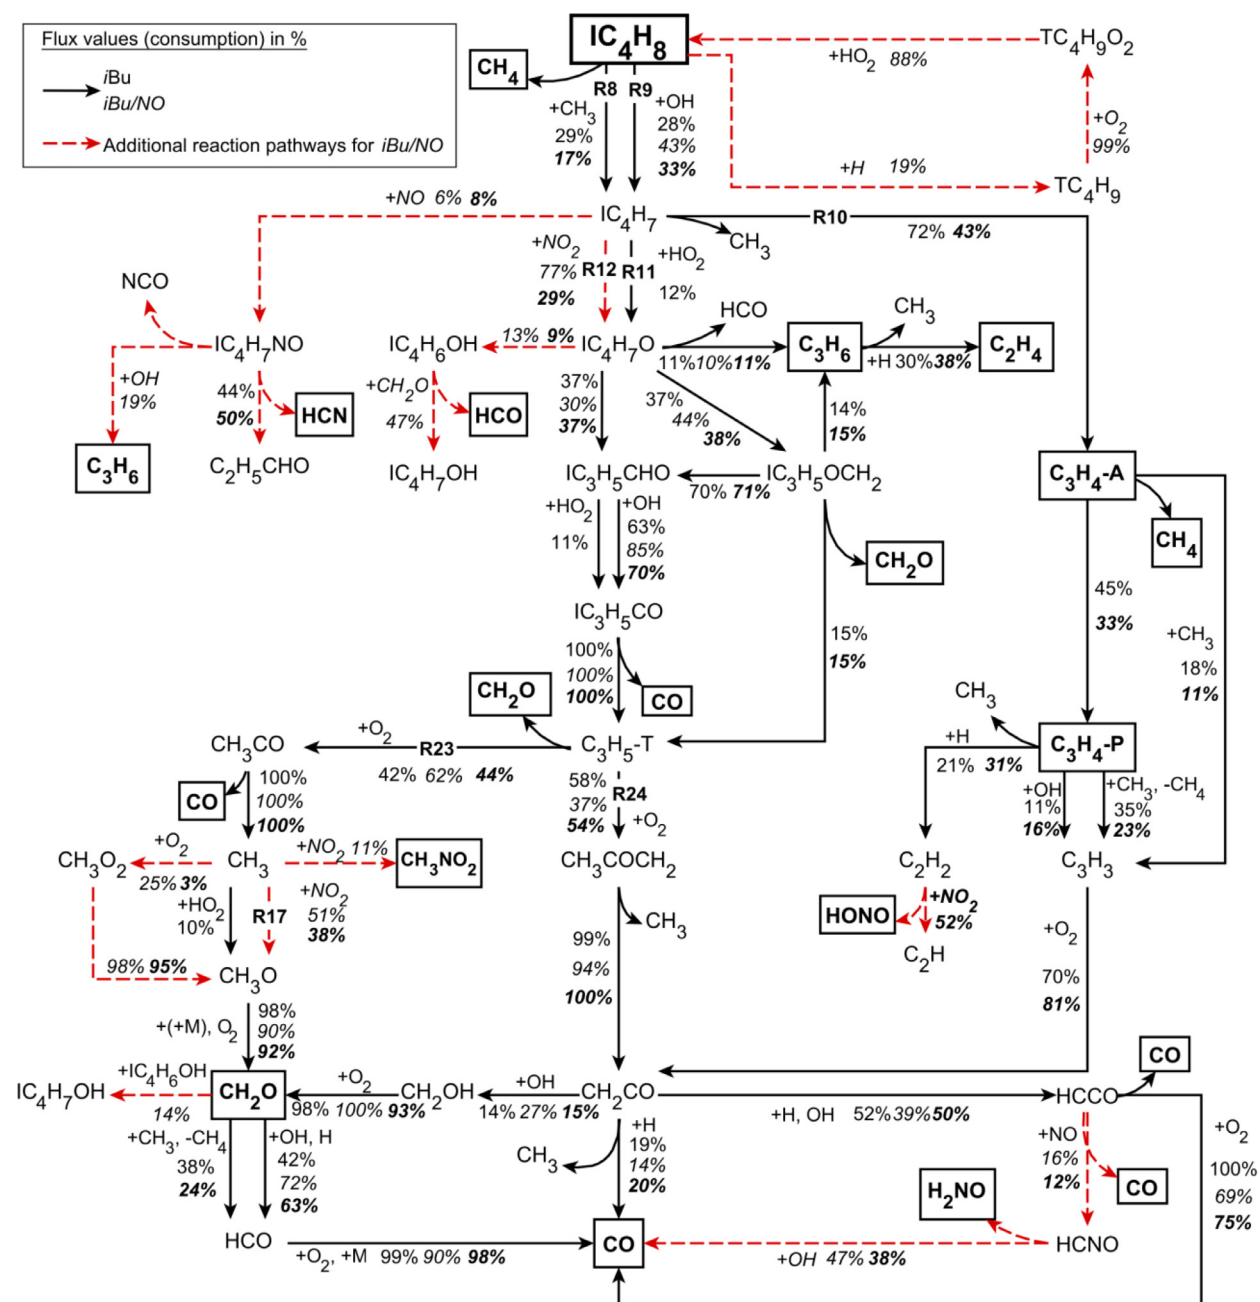 Flux values (consumption) in %
iBu
iBu/NO
Additional reaction pathways for iBu/NO
IC4H8
CH4
R8 R9
+CH3
29%
17%
+OH
28%
43%
33%
+HO2 88%
TC4H9O2
+O2
99%
+H 19%
TC4H9
+NO 6% 8%
IC4H7
CH3
R10
72% 43%
+NO2
77%
29%
R12 R11
+HO2
12%
NCO
IC4H7NO
+OH
19%
44%
50%
HCN
C3H6
C2H5CHO
IC4H6OH
13% 9%
IC4H7O
+CH2O
47%
HCO
IC4H7OH
HCO
11% 10% 11%
C3H6
CH3
+H 30% 38%
C2H4
37%
30%
37%
37%
44%
38%
14%
15%
IC3H5CHO
70% 71%
IC3H5OCH2
C3H4-A
CH4
CH2O
+HO2
11%
+OH
63%
85%
70%
IC3H5CO
100%
100%
100%
CO
15%
15%
45%
33%
+CH3
18%
11%
CH2O
CH3
CH3CO
+O2
R23
42% 62% 44%
C3H5-T
C3H4-P
+H
21% 31%
CO
100%
100%
100%
58%
37%
54%
R24
+O2
+OH
11%
16%
+CH3, -CH4
35%
23%
CH3O2
+O2
25% 3%
CH3
+NO2 11%
CH3NO2
CH3COCH2
C2H2
C3H3
+HO2
10%
R17
+NO2
51%
38%
CH3
HONO
+NO2
52%
C2H
+O2
70%
81%
98% 95%
CH3O
99%
94%
100%
+(+M), O2
98%
90%
92%
IC4H7OH
+IC4H6OH
14%
CH2O
+O2
98% 100% 93%
CH2OH
+OH
14% 27% 15%
CH2CO
+H, OH 52% 39% 50%
HCCO
CO
+CH3, -CH4
38%
24%
+OH, H
42%
72%
63%
CH3
+H
19%
14%
20%
+NO
16%
12%
CO
+O2
100%
69%
75%
H2NO
HCO
+O2, +M 99% 90% 98%
CO
+OH 47% 38%
HCNO